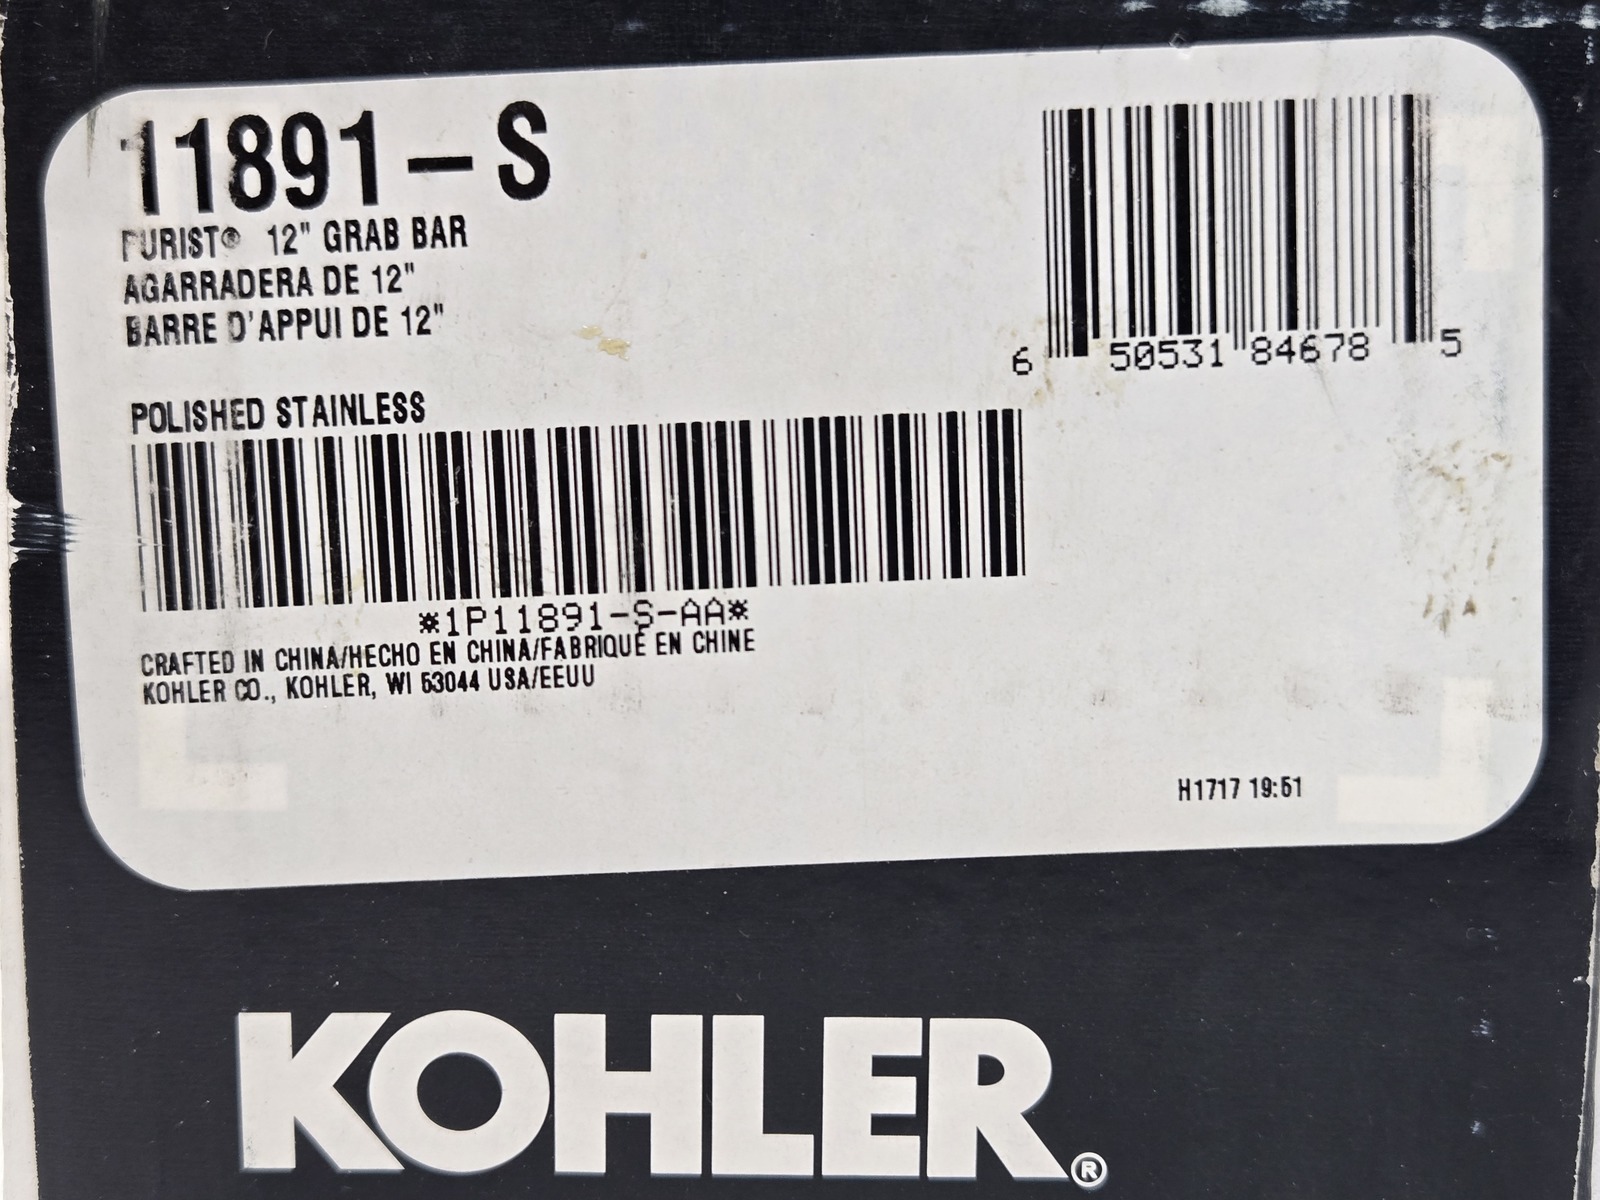 11891-S
PURIST® 12" GRAB BAR
AGARRADERA DE 12"
BARRE D'APPUI DE 12"
POLISHED STAINLESS
6 50531 84678 5
*1P11891-S-AA*
CRAFTED IN CHINA/HECHO EN CHINA/FABRIQUÉ EN CHINE
KOHLER CO., KOHLER, WI 53044 USA/EEUU
H1717 19:51
KOHLER®